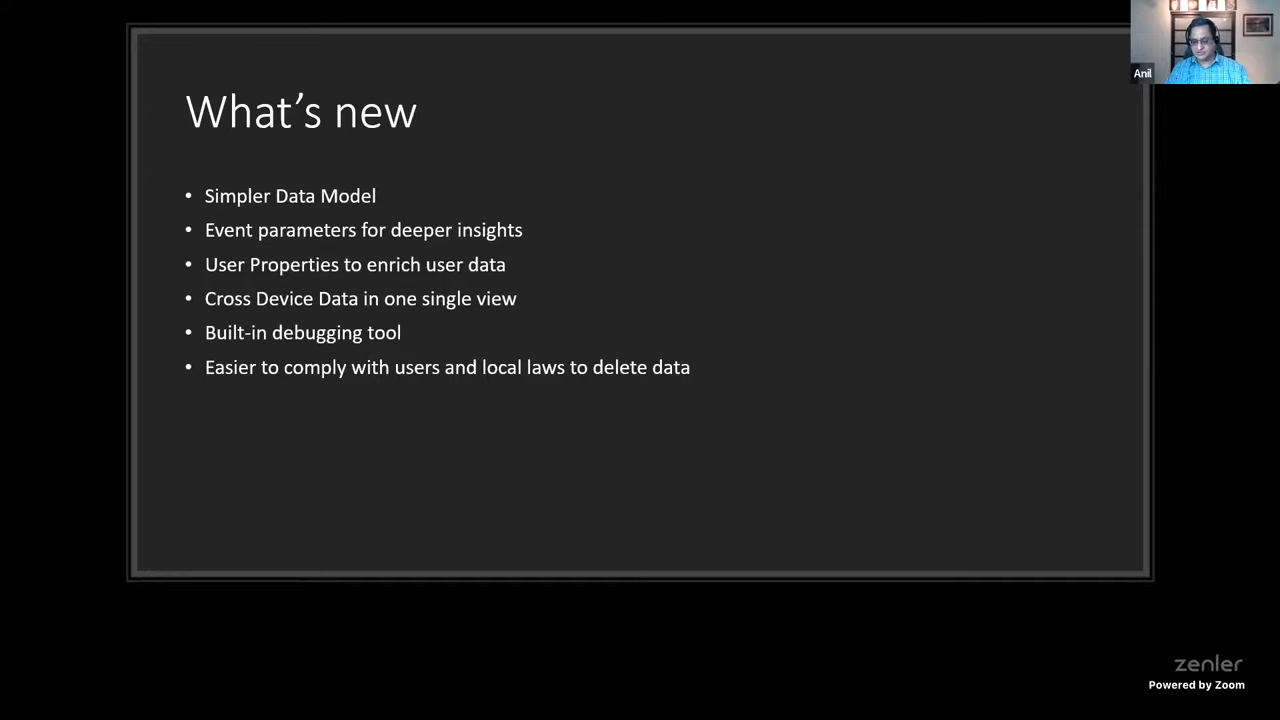 Anil
What's new
• Simpler Data Model
• Event parameters for deeper insights
• User Properties to enrich user data
• Cross Device Data in one single view
• Built-in debugging tool
• Easier to comply with users and local laws to delete data
zenler
Powered by Zoom